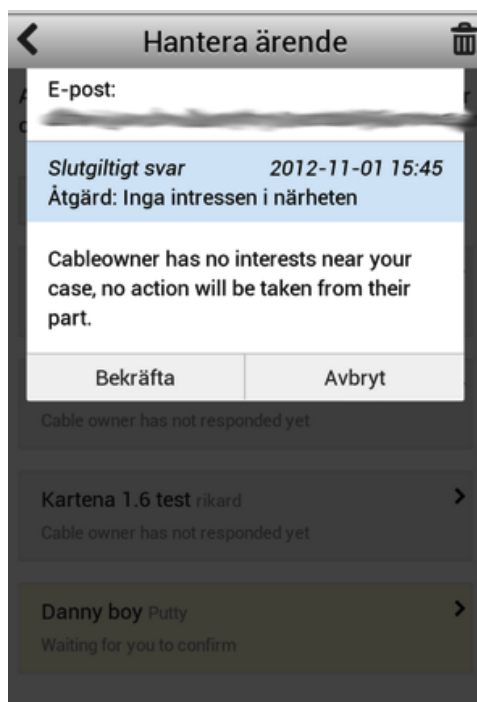 Hantera ärende
E-post:
Slutgiltigt svar 2012-11-01 15:45
Åtgärd: Inga intressen i närheten
Cableowner has no interests near your
case, no action will be taken from their
part.
Bekräfta Avbryt
Cable owner has not responded yet
Kartena 1.6 test rikard
Cable owner has not responded yet
Danny boy Putty
Waiting for you to confirm